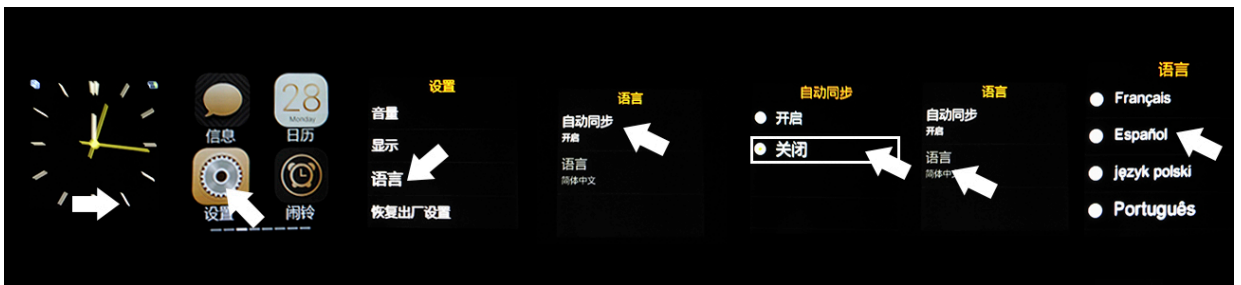 28
Monday
信息
日历
设置
闹铃
设置
音量
显示
语言
恢复出厂设置
语言
自动同步
开启
语言
简体中文
自动同步
开启
关闭
语言
自动同步
开启
语言
简体中文
语言
Français
Español
język polski
Português